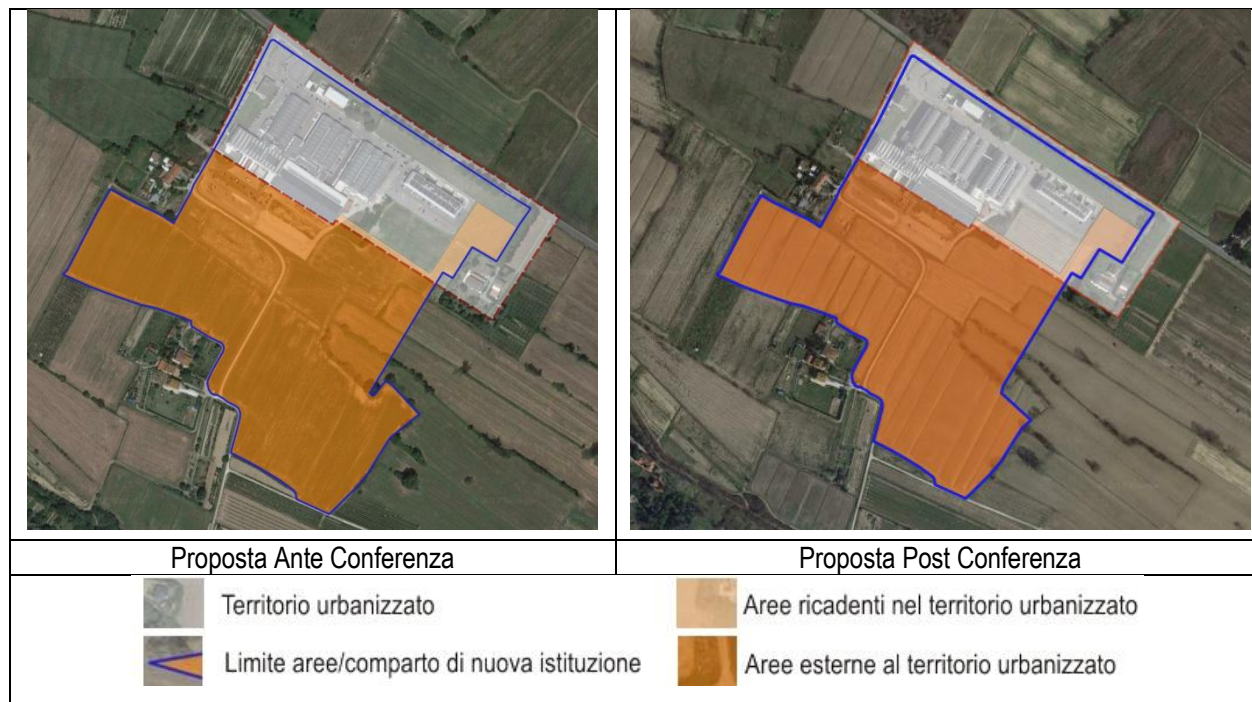 Proposta Ante Conferenza
Proposta Post Conferenza
Territorio urbanizzato
Aree ricadenti nel territorio urbanizzato
Limite aree/comparto di nuova istituzione
Aree esterne al territorio urbanizzato